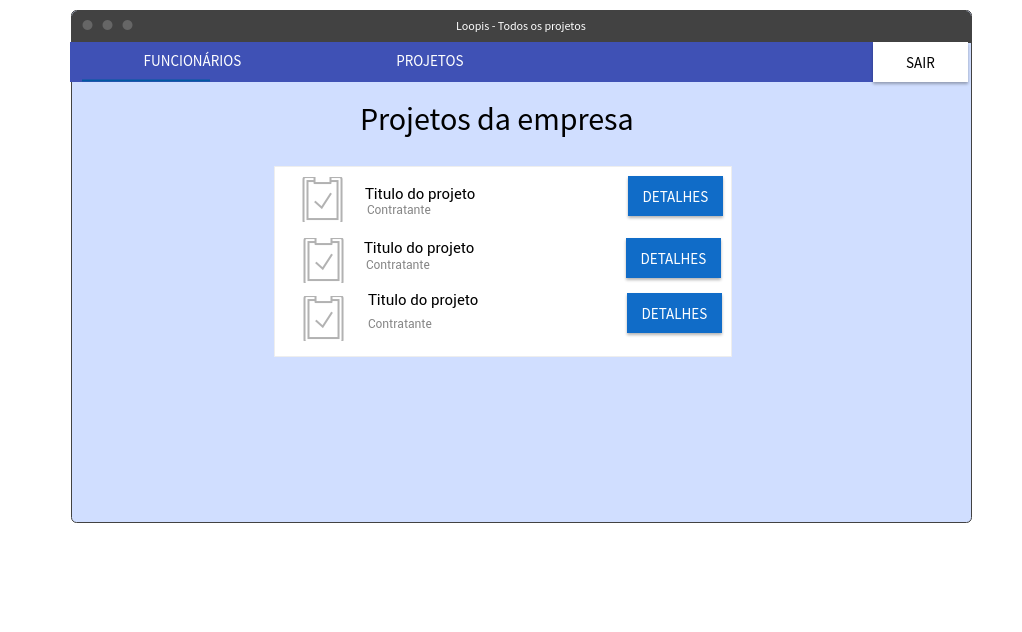 Loopis - Todos os projetos
FUNCIONÁRIOS PROJETOS SAIR
Projetos da empresa
Titulo do projeto
Contratante
DETALHES
Titulo do projeto
Contratante
DETALHES
Titulo do projeto
Contratante
DETALHES